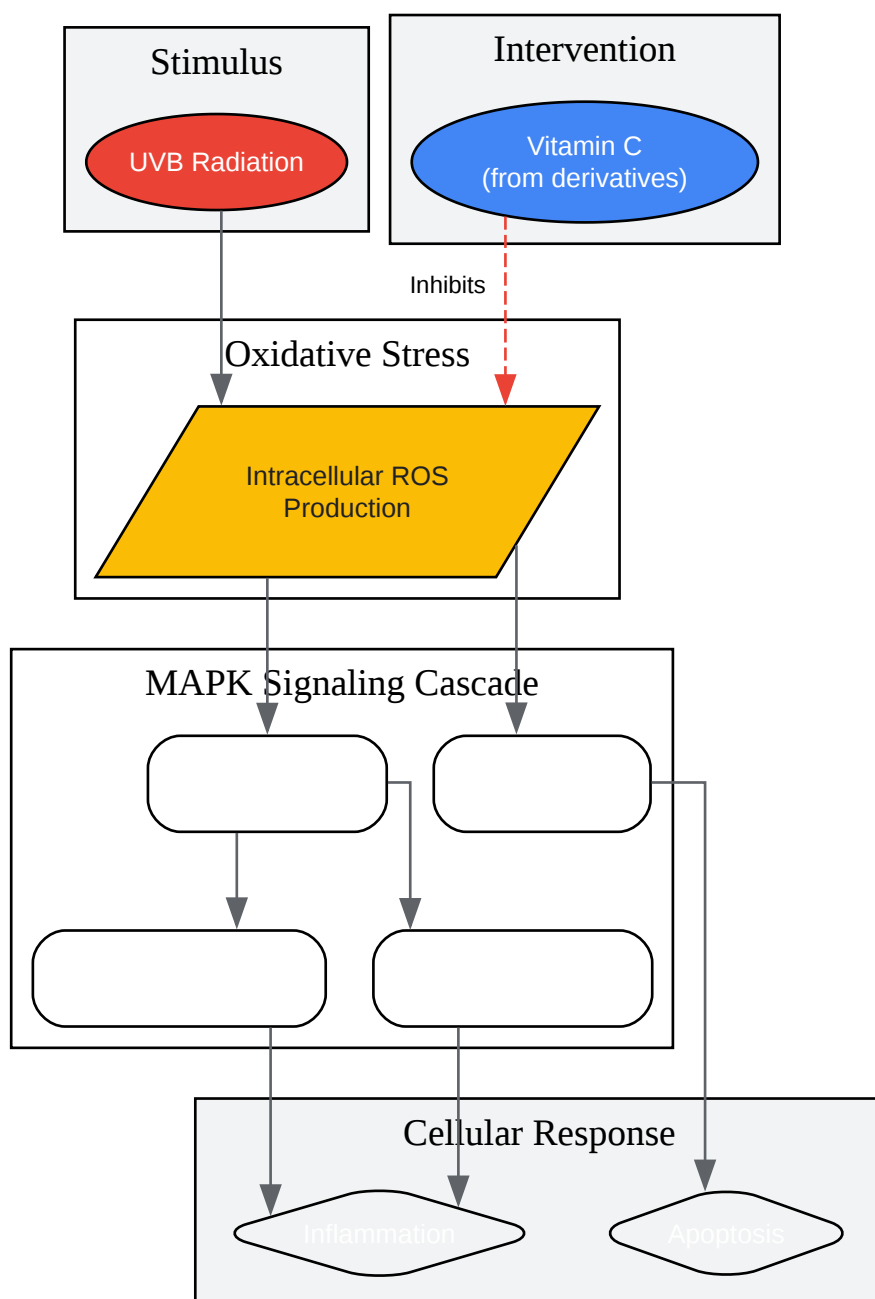 Stimulus
Intervention
UVB Radiation
Vitamin C
(from derivatives)
Inhibits
Oxidative Stress
Intracellular ROS
Production
MAPK Signaling Cascade
Cellular Response
Inflammation
Apoptosis